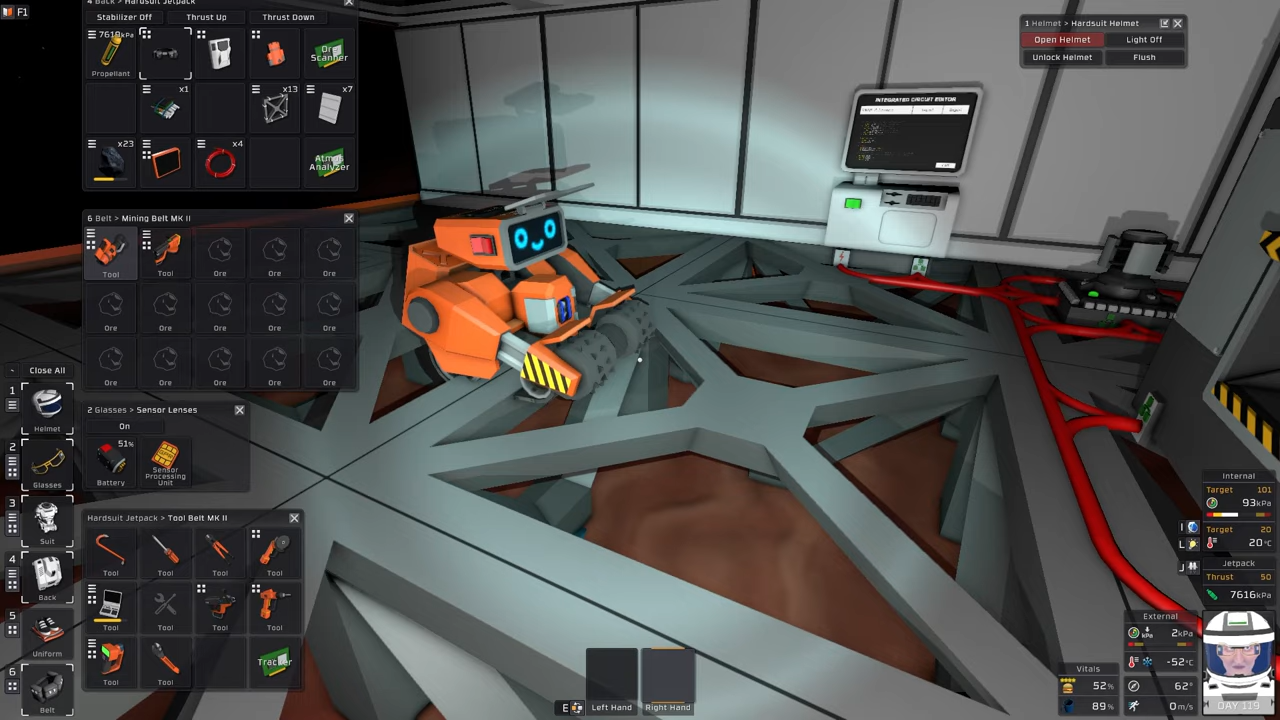 F1
4 Back > Hardsuit Jetpack
Stabilizer Off
Thrust Up
Thrust Down
7619kPa
Propellant
Ore
Scanner
x1
x13
x7
x23
x4
Atmos
Analyzer
6 Belt > Mining Belt MK II
Tool
Tool
Ore
Ore
Ore
Ore
Ore
Ore
Ore
Ore
Ore
Ore
Ore
Ore
Ore
Close All
1
Helmet
2
Glasses
3
Suit
4
Back
5
Uniform
6
Belt
2 Glasses > Sensor Lenses
On
51%
Battery
Sensor
Processing
Unit
Hardsuit Jetpack > Tool Belt MK II
Tool
Tool
Tool
Tool
Tool
Tool
Tool
Tool
Tool
Tool
Tracker
E
Left Hand
Right Hand
1 Helmet > Hardsuit Helmet
Open Helmet
Light Off
Unlock Helmet
Flush
INTEGRATED CIRCUIT EDITOR
Internal
Target 101
93kPa
Target 20
20°C
I
L
J
Jetpack
Thrust 50
7616kPa
External
kPa
2kPa
-52°C
62°
0m/s
Vitals
52%
89%
DAY 119